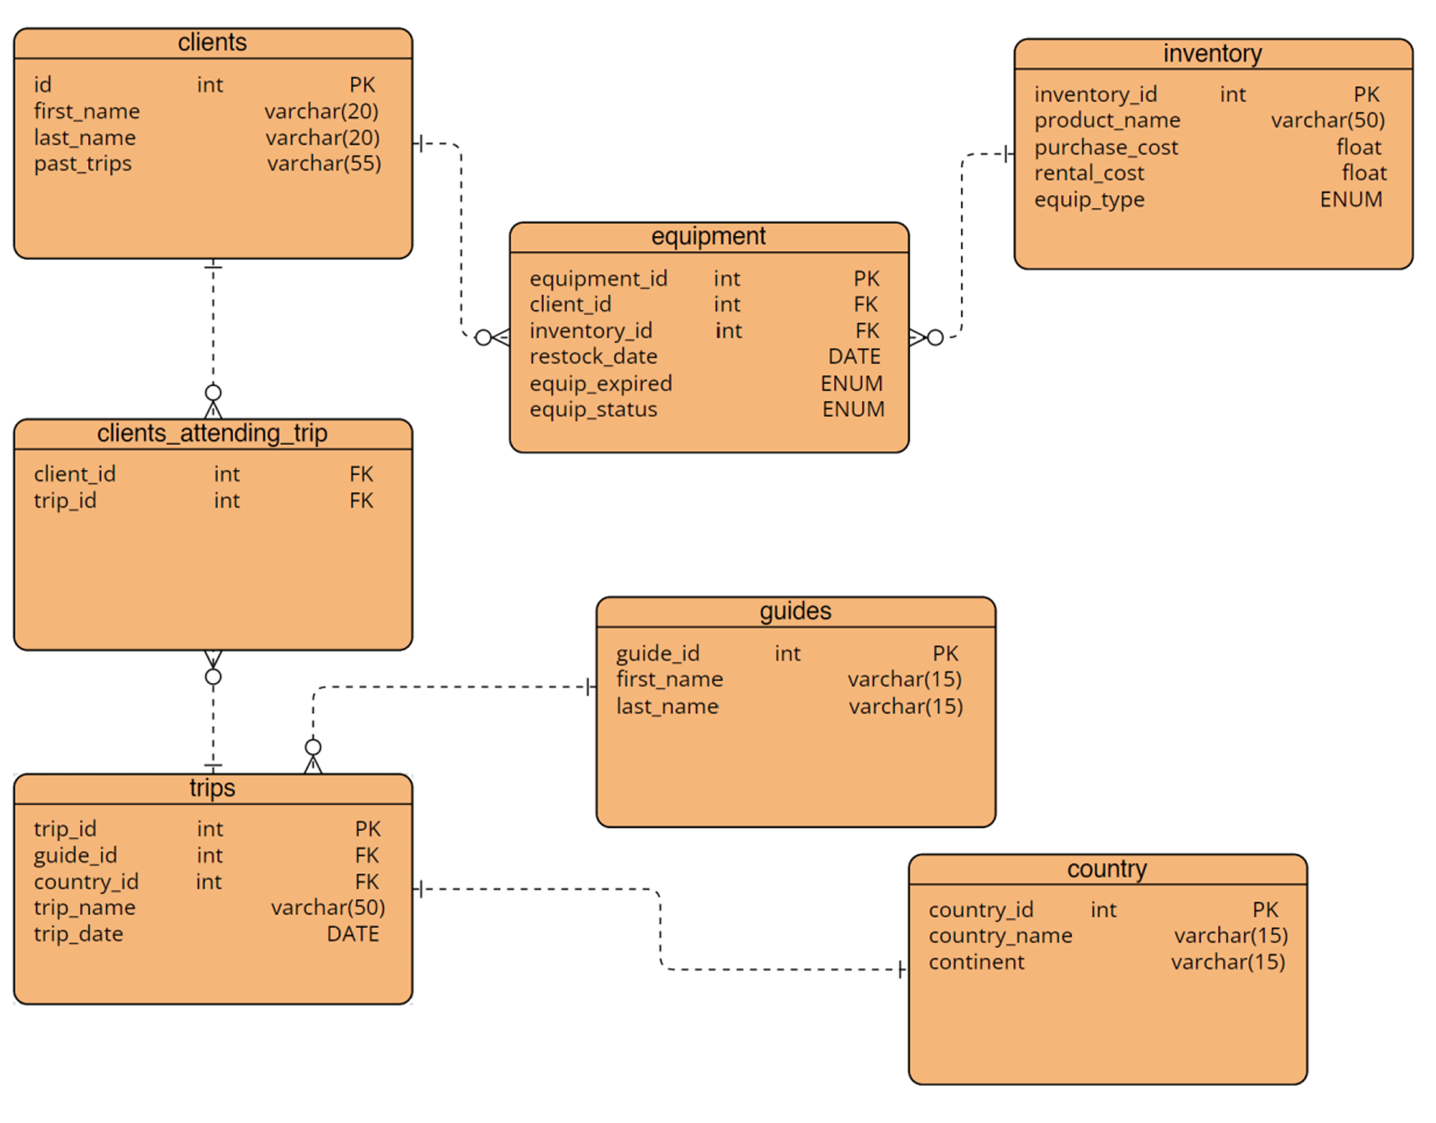 clients
id int PK
first_name varchar(20)
last_name varchar(20)
past_trips varchar(55)
inventory
inventory_id int PK
product_name varchar(50)
purchase_cost float
rental_cost float
equip_type ENUM
equipment
equipment_id int PK
client_id int FK
inventory_id int FK
restock_date DATE
equip_expired ENUM
equip_status ENUM
clients_attending_trip
client_id int FK
trip_id int FK
guides
guide_id int PK
first_name varchar(15)
last_name varchar(15)
trips
trip_id int PK
guide_id int FK
country_id int FK
trip_name varchar(50)
trip_date DATE
country
country_id int PK
country_name varchar(15)
continent varchar(15)